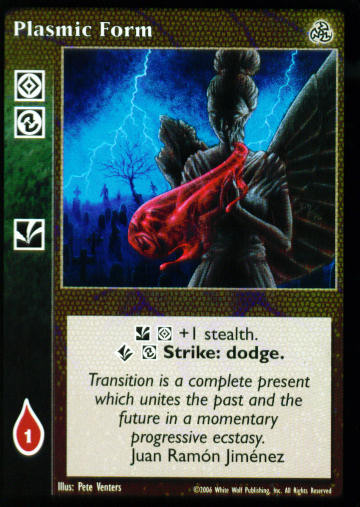 Plasmic Form
+1 stealth.
Strike: dodge.
Transition is a complete present
which unites the past and the
future in a momentary
progressive ecstasy.
Juan Ramón Jiménez
1
Illus: Pete Venters
©2006 White Wolf Publishing, Inc. All Rights Reserved